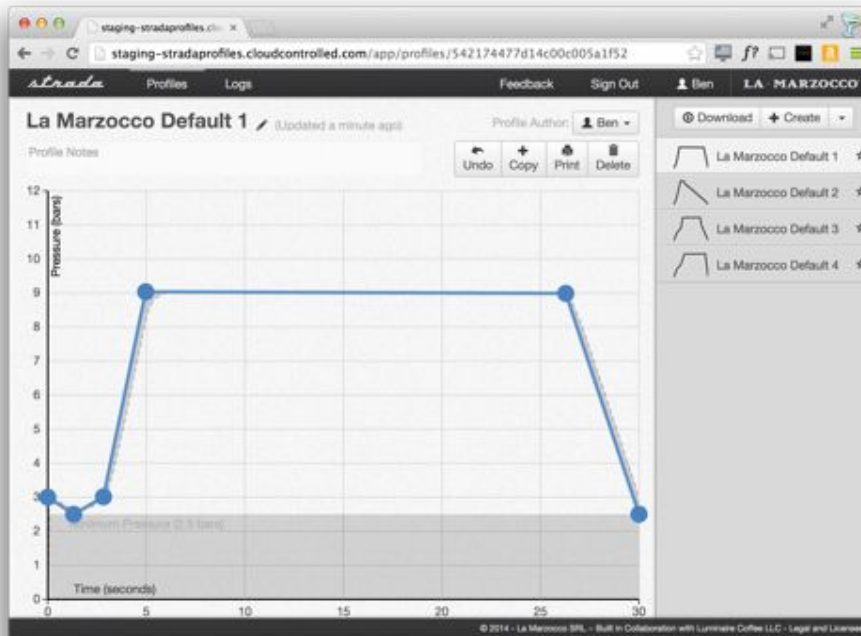 staging-stradaprofiles.clo
staging-stradaprofiles.cloudcontrolled.com/app/profiles/542174477d14c00c005a1f52
f?
strada
Profiles
Logs
Feedback
Sign Out
Ben
LA MARZOCCO
La Marzocco Default 1
(Updated a minute ago)
Profile Author:
Ben
Profile Notes
Undo
Copy
Print
Delete
Download
Create
La Marzocco Default 1
La Marzocco Default 2
La Marzocco Default 3
La Marzocco Default 4
Pressure (bars)
12
11
10
9
8
7
6
5
4
3
2
1
0
Minimum Pressure (2.5 bars)
Time (seconds)
0 5 10 15 20 25 30
© 2014 - La Marzocco SRL - Built in Collaboration with Luminaire Coffee LLC - Legal and License